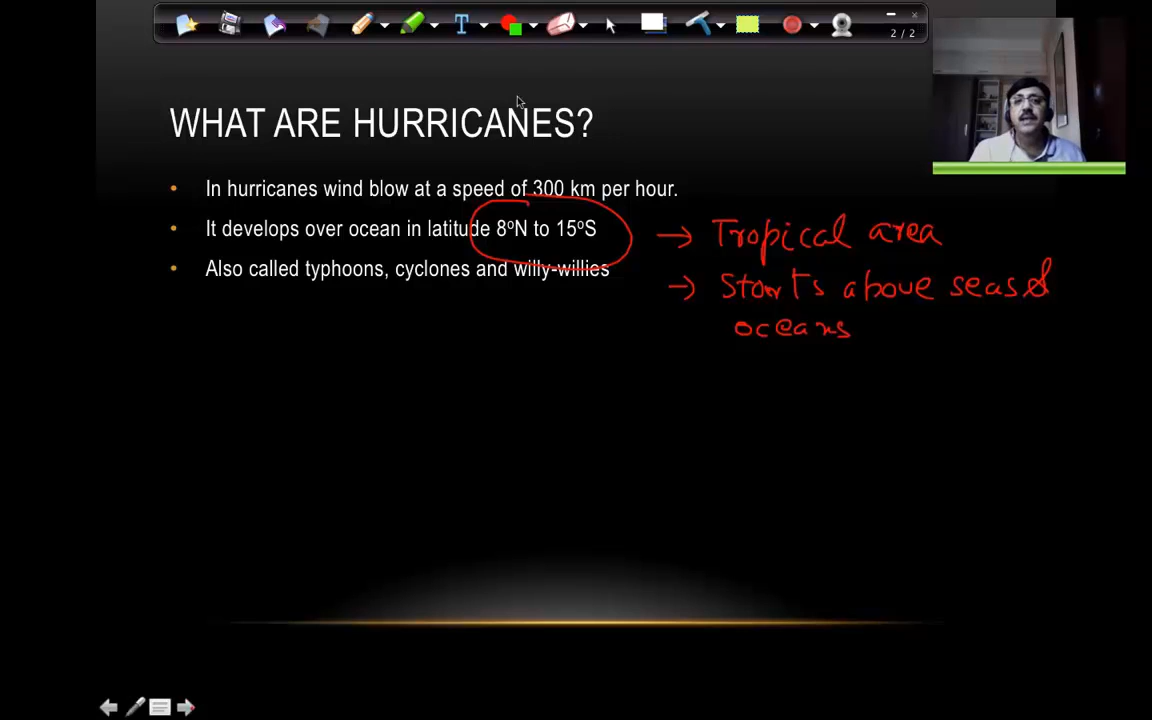 2 / 2
WHAT ARE HURRICANES?
• In hurricanes wind blow at a speed of 300 km per hour.
• It develops over ocean in latitude 8ºN to 15ºS
→ Tropical area
• Also called typhoons, cyclones and willy-willies
→ Starts above seas &
oceans